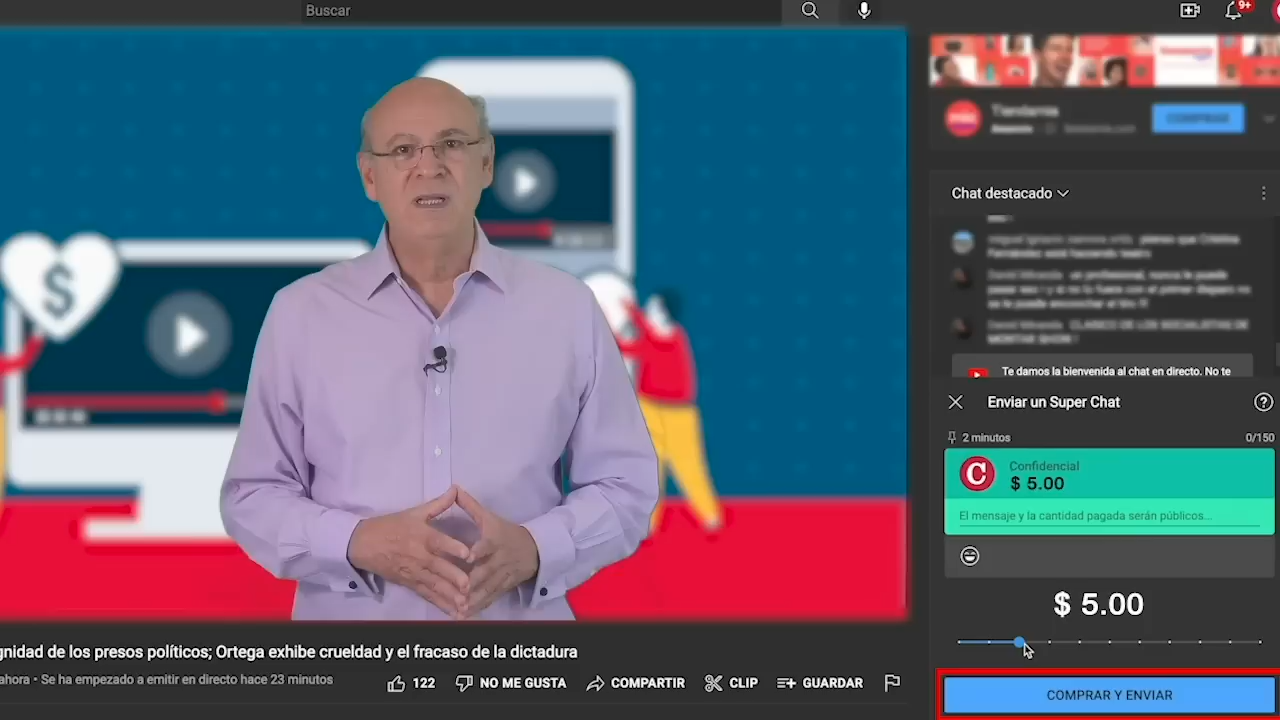 Buscar
9+
COMPRAR
Chat destacado
Te damos la bienvenida al chat en directo. No te
Enviar un Super Chat
2 minutos
0/150
C
Confidencial
$ 5.00
El mensaje y la cantidad pagada serán públicos...
$ 5.00
COMPRAR Y ENVIAR
$
gnidad de los presos políticos; Ortega exhibe crueldad y el fracaso de la dictadura
ahora • Se ha empezado a emitir en directo hace 23 minutos
122
NO ME GUSTA
COMPARTIR
CLIP
GUARDAR